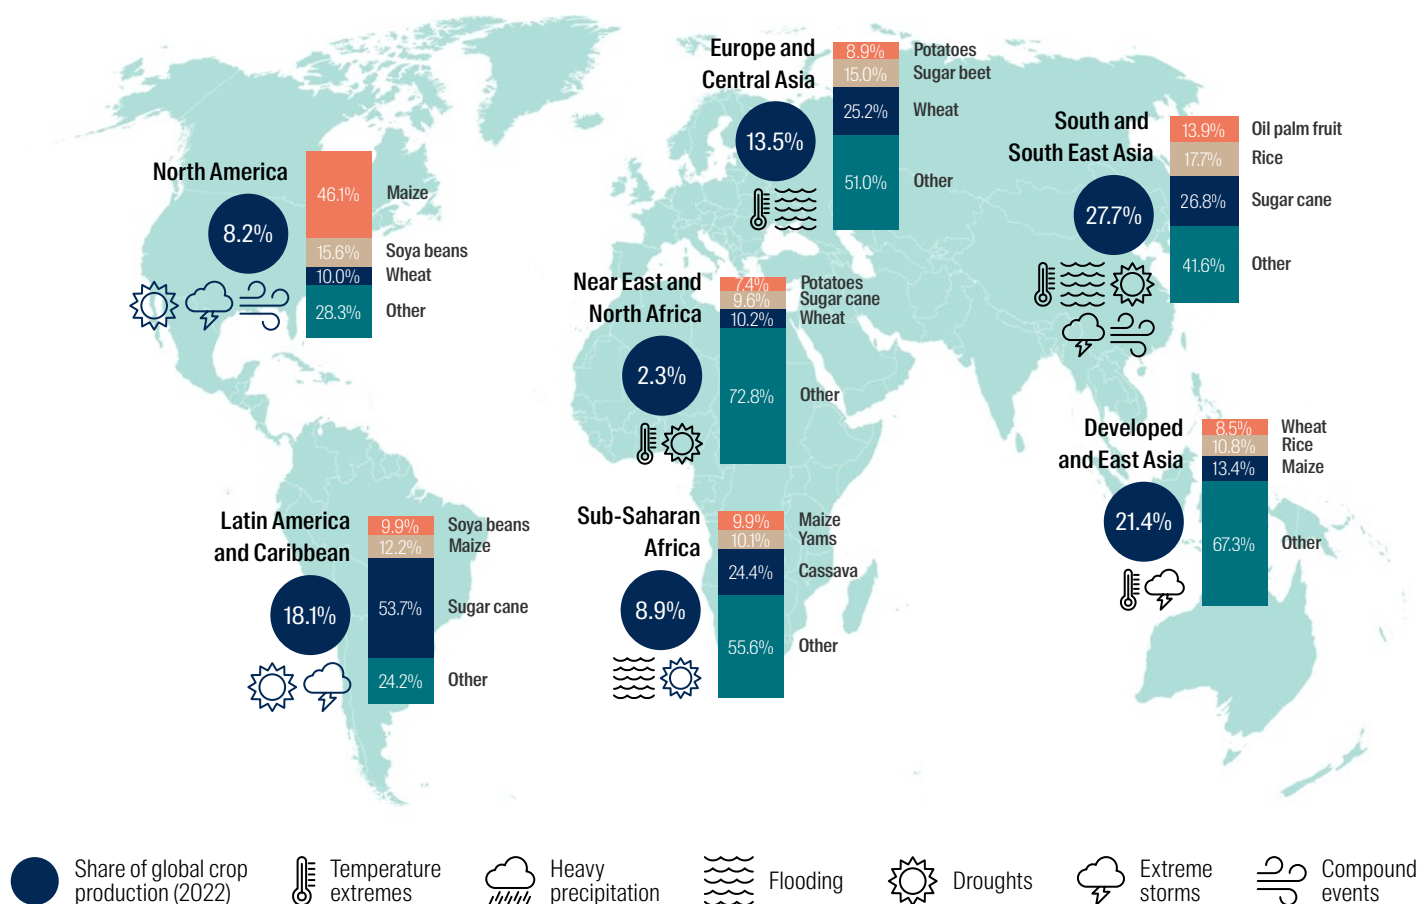 Europe and
Central Asia
13.5%
8.9% Potatoes
15.0% Sugar beet
25.2% Wheat
51.0% Other
South and
South East Asia
27.7%
13.9% Oil palm fruit
17.7% Rice
26.8% Sugar cane
41.6% Other
North America
8.2%
46.1% Maize
15.6% Soya beans
10.0% Wheat
28.3% Other
Near East and
North Africa
2.3%
7.4% Potatoes
9.6% Sugar cane
10.2% Wheat
72.8% Other
Developed
and East Asia
21.4%
8.5% Wheat
10.8% Rice
13.4% Maize
67.3% Other
Latin America
and Caribbean
18.1%
9.9% Soya beans
12.2% Maize
53.7% Sugar cane
24.2% Other
Sub-Saharan
Africa
8.9%
9.9% Maize
10.1% Yams
24.4% Cassava
55.6% Other
Share of global crop
production (2022)
Temperature
extremes
Heavy
precipitation
Flooding
Droughts
Extreme
storms
Compound
events